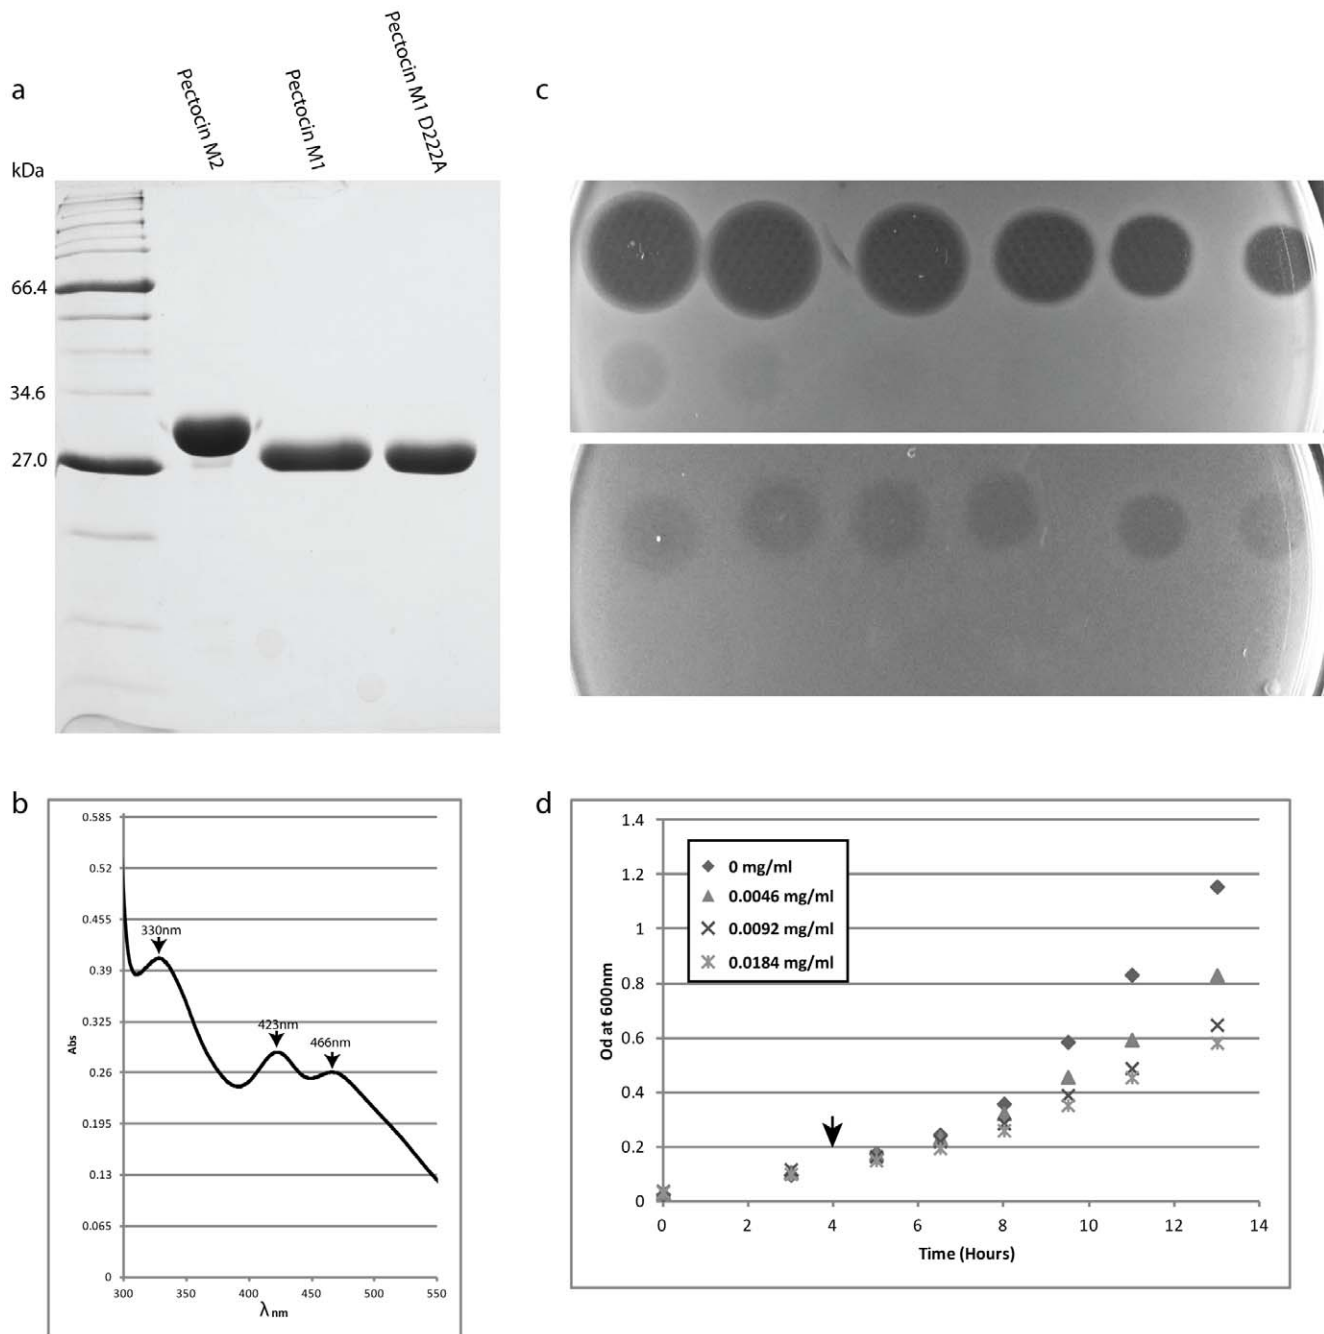 a
Pectocin M2
Pectocin M1
Pectocin M1 D222A
kDa
66.4
34.6
27.0
c
b
0.585
0.52
0.455
0.39
0.325
0.26
0.195
0.13
0.065
0
Abs
330nm
423nm
466nm
300 350 400 450 500 550
λ nm
d
1.4
1.2
1
0.8
0.6
0.4
0.2
0
Od at 600nm
0 mg/ml
0.0046 mg/ml
0.0092 mg/ml
0.0184 mg/ml
0 2 4 6 8 10 12 14
Time (Hours)